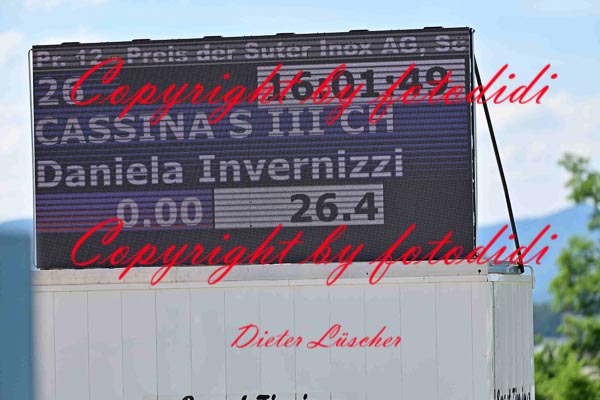 Pr. 12 - Preis der Suter Inox AG, Sc
16:01:49
CASSINA S III CH
Daniela Invernizzi
0.00 26.4
Copyright by fotodidi
Copyright by fotodidi
Dieter Lüscher